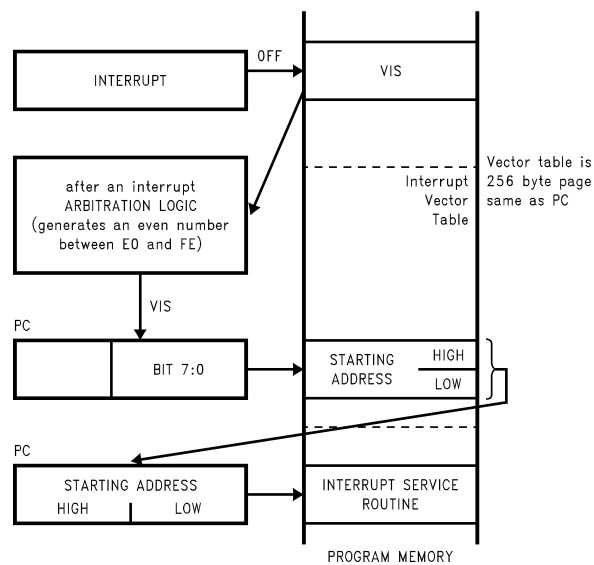 INTERRUPT
OFF
VIS
after an interrupt
ARBITRATION LOGIC
(generates an even number
between E0 and FE)
Interrupt
Vector
Table
Vector table is
256 byte page
same as PC
VIS
PC
BIT 7:0
STARTING
ADDRESS
HIGH
LOW
PC
STARTING ADDRESS
HIGH
LOW
INTERRUPT SERVICE
ROUTINE
PROGRAM MEMORY